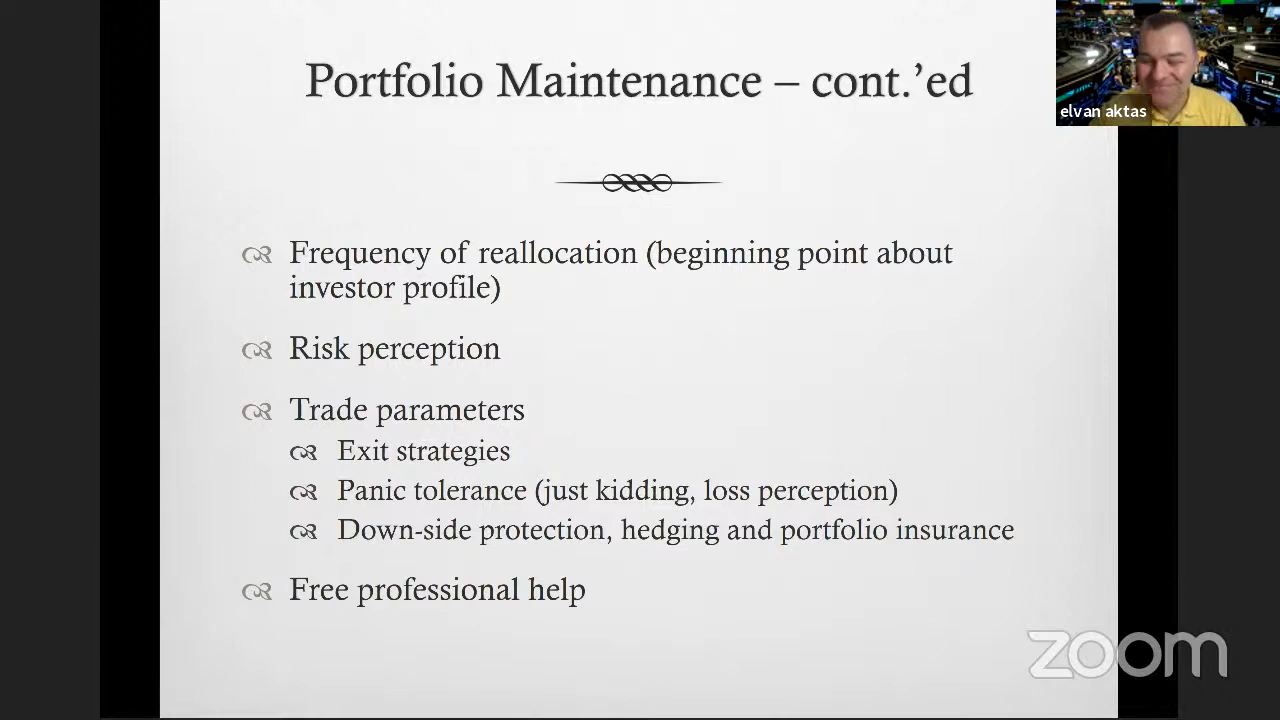 Portfolio Maintenance – cont.’ed
elvan aktas
Frequency of reallocation (beginning point about
investor profile)
Risk perception
Trade parameters
Exit strategies
Panic tolerance (just kidding, loss perception)
Down-side protection, hedging and portfolio insurance
Free professional help
zoom